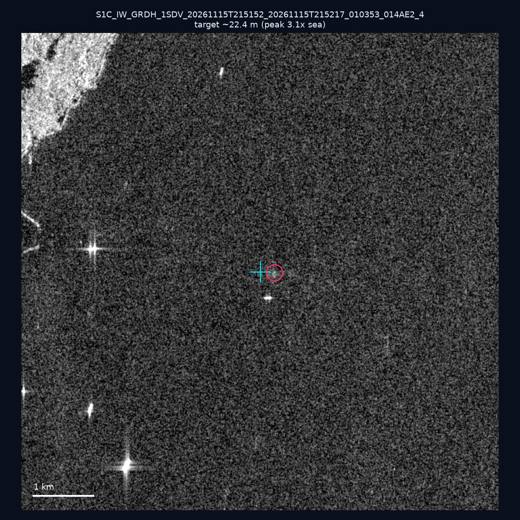 S1C_IW_GRDH_1SDV_20261115T215152_20261115T215217_010353_014AE2_4
target ~22.4 m (peak 3.1x sea)
1 km